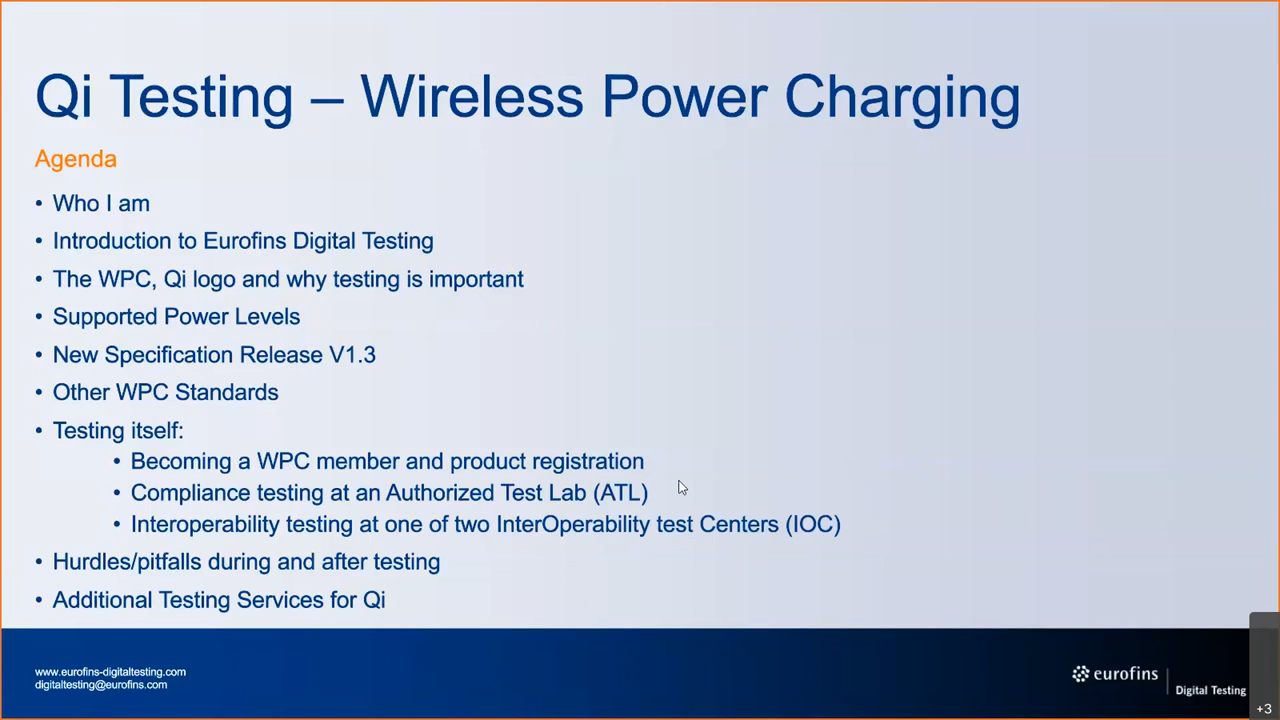 Qi Testing – Wireless Power Charging
Agenda
• Who I am
• Introduction to Eurofins Digital Testing
• The WPC, Qi logo and why testing is important
• Supported Power Levels
• New Specification Release V1.3
• Other WPC Standards
• Testing itself:
• Becoming a WPC member and product registration
• Compliance testing at an Authorized Test Lab (ATL)
• Interoperability testing at one of two InterOperability test Centers (IOC)
• Hurdles/pitfalls during and after testing
• Additional Testing Services for Qi
www.eurofins-digitaltesting.com
digitaltesting@eurofins.com
eurofins
Digital Testing
+3